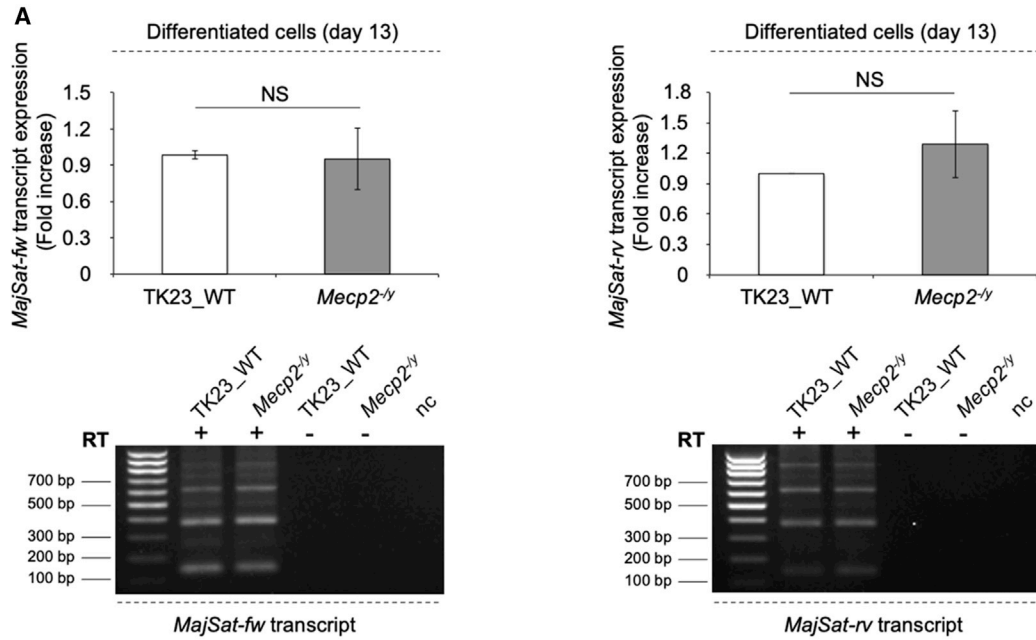 A
Differentiated cells (day 13)
MajSat-fw transcript expression
(Fold increase)
1.5
1.2
0.9
0.6
0.3
0
NS
TK23_WT
Mecp2-/y
TK23_WT
Mecp2-/y
TK23_WT
Mecp2-/y
nc
RT
+ + - -
700 bp
500 bp
300 bp
200 bp
100 bp
MajSat-fw transcript
Differentiated cells (day 13)
MajSat-rv transcript expression
(Fold increase)
1.8
1.5
1.2
0.9
0.6
0.3
0
NS
TK23_WT
Mecp2-/y
TK23_WT
Mecp2-/y
TK23_WT
Mecp2-/y
nc
RT
+ + - -
700 bp
500 bp
300 bp
200 bp
100 bp
MajSat-rv transcript